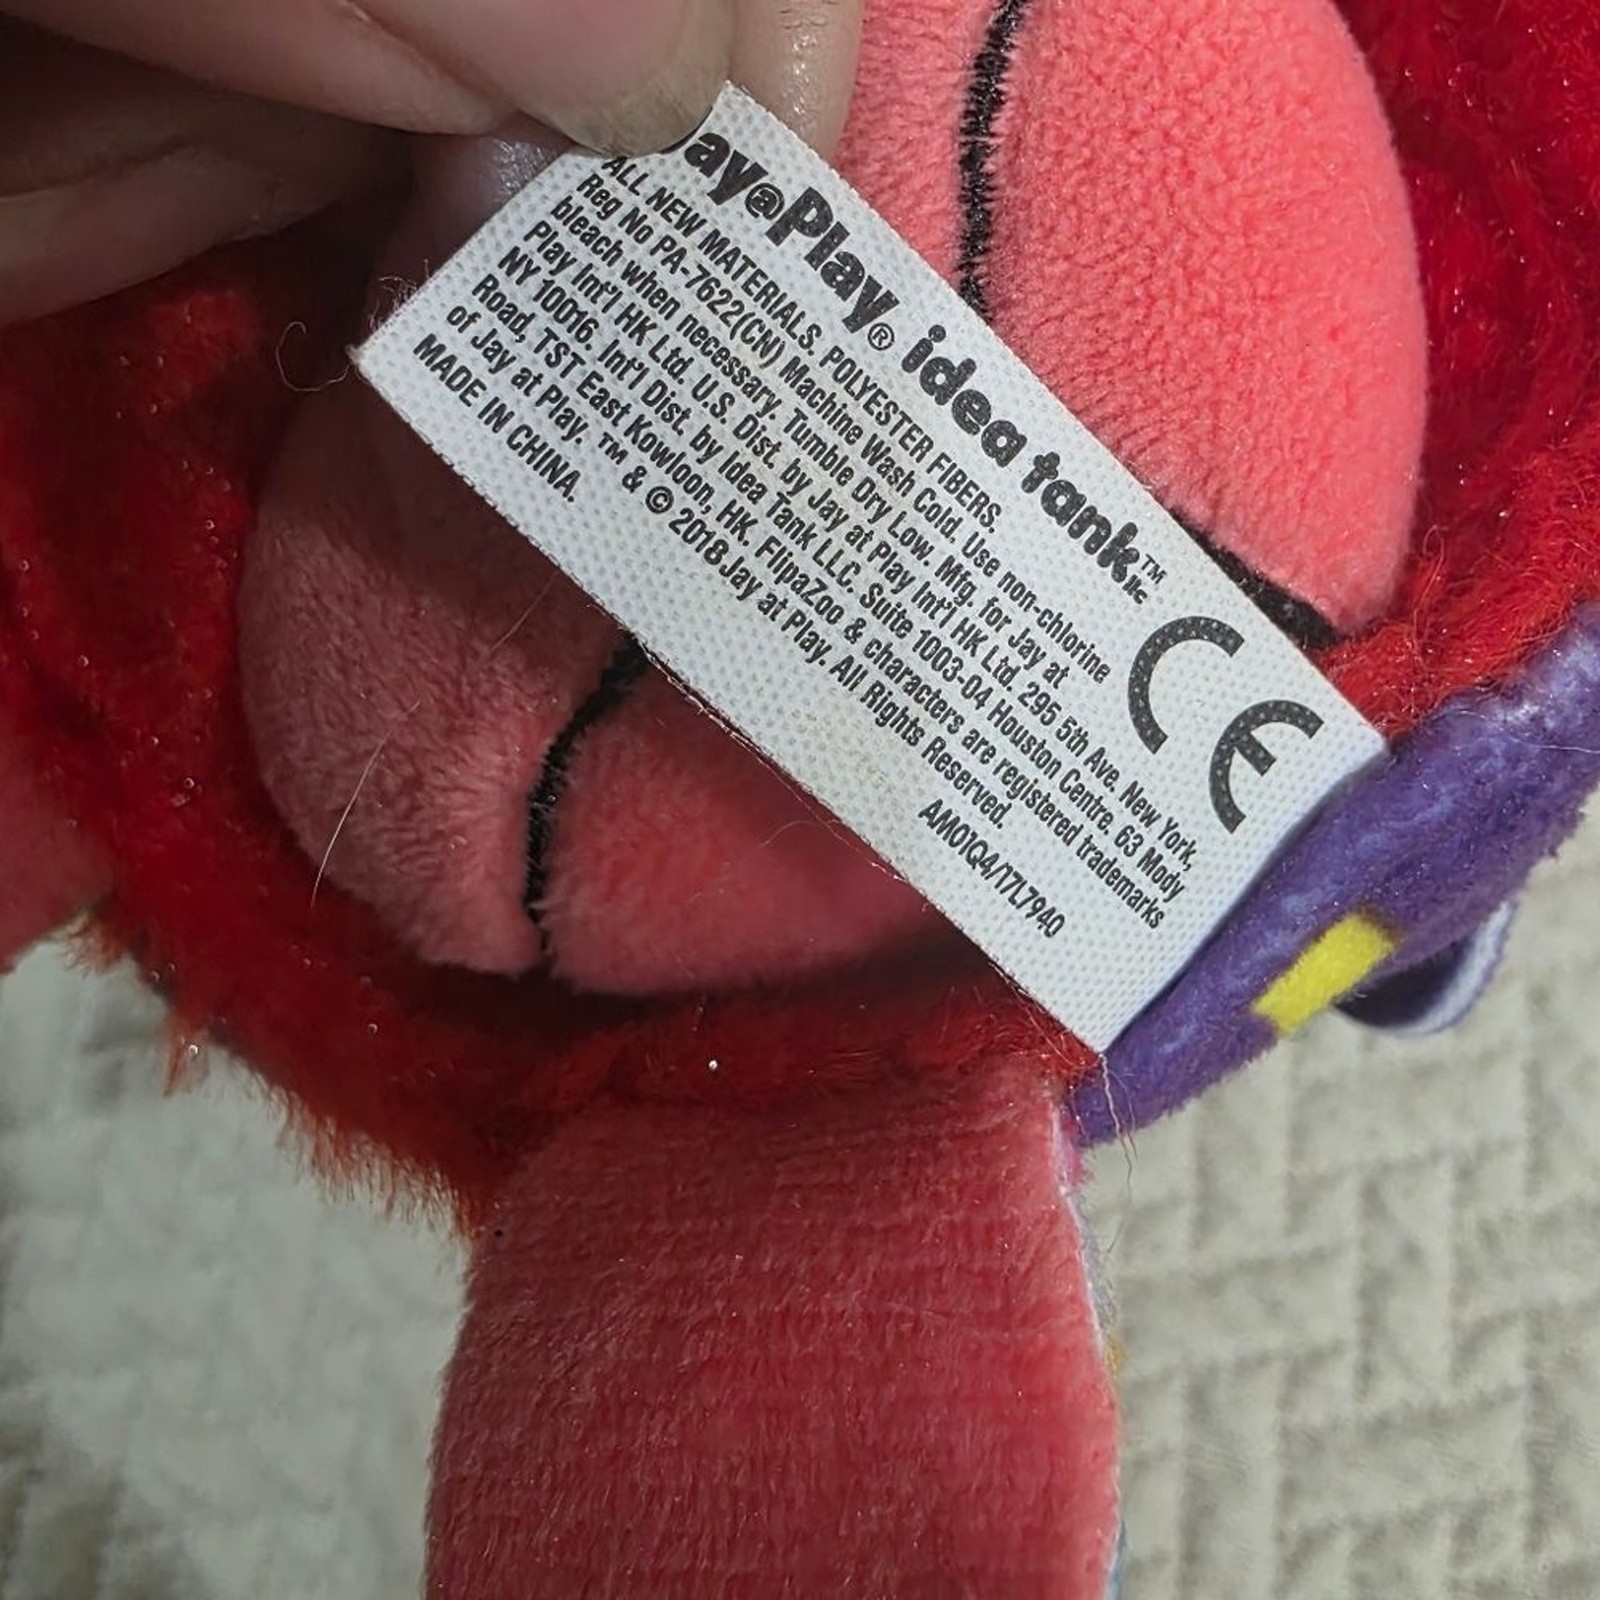 Jay@Play® idea tank™ llc
ALL NEW MATERIALS. POLYESTER FIBERS.
Reg No PA-7622(CN) Machine Wash Cold. Use non-chlorine
bleach when necessary. Tumble Dry Low. Mfg. for Jay at
Play Int'l HK Ltd. U.S. Dist. by Jay at Play Int'l HK Ltd. 295 5th Ave. New York,
NY 10016. Int'l Dist. by Idea Tank LLC. Suite 1003-04 Houston Centre. 63 Mody
Road, TST East Kowloon, HK. FlipaZoo & characters are registered trademarks
of Jay at Play. ™ & © 2018 Jay at Play. All Rights Reserved.
MADE IN CHINA.
AM01Q4/17L7940
CE